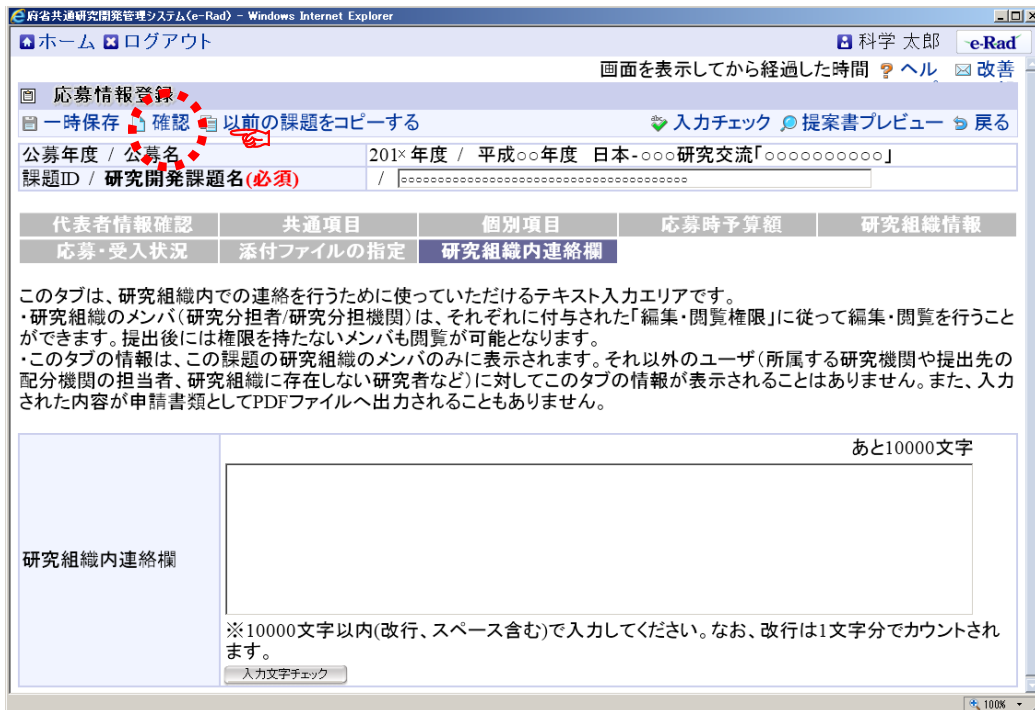 府省共通研究開発管理システム(e-Rad) - Windows Internet Explorer
ホーム ログアウト 科学 太郎 e-Rad
画面を表示してから経過した時間 ヘル 改善
応募情報登録
一時保存 確認 以前の課題をコピーする 入力チェック 提案書プレビュー 戻る
公募年度 / 公募名 201×年度 / 平成○○年度 日本-○○○研究交流「○○○○○○○○○○」
課題ID / 研究開発課題名(必須) / ○○○○○○○○○○○○○○○○○○○○○○○○○○○○○○○○○○○○○○○
代表者情報確認 共通項目 個別項目 応募時予算額 研究組織情報
応募・受入状況 添付ファイルの指定 研究組織内連絡欄
このタブは、研究組織内での連絡を行うために使っていただけるテキスト入力エリアです。
・研究組織のメンバ(研究分担者/研究分担機関)は、それぞれに付与された「編集・閲覧権限」に従って編集・閲覧を行うこと
ができます。提出後には権限を持たないメンバも閲覧が可能となります。
・このタブの情報は、この課題の研究組織のメンバのみに表示されます。それ以外のユーザ(所属する研究機関や提出先の
配分機関の担当者、研究組織に存在しない研究者など)に対してこのタブの情報が表示されることはありません。また、入力
された内容が申請書類としてPDFファイルへ出力されることもありません。
あと10000文字
研究組織内連絡欄
※10000文字以内(改行、スペース含む)で入力してください。なお、改行は1文字分でカウントされ
ます。
入力文字チェック
100%